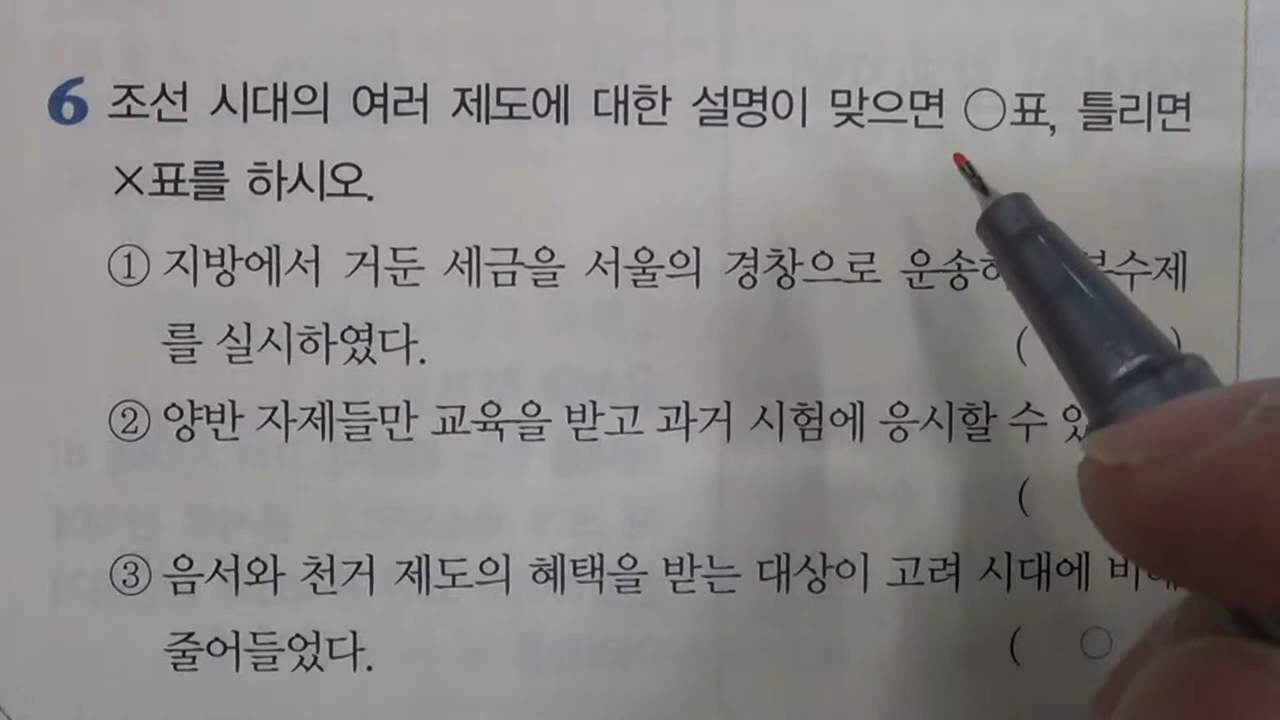 6 조선 시대의 여러 제도에 대한 설명이 맞으면 ○표, 틀리면
×표를 하시오.
① 지방에서 거둔 세금을 서울의 경창으로
를 실시하였다. ( )
② 양반 자제들만 교육을 받고 과거 시험에 응시할 수
(
③ 음서와 천거 제도의 혜택을 받는 대상이 고려 시대에 비해
줄어들었다. ( ○